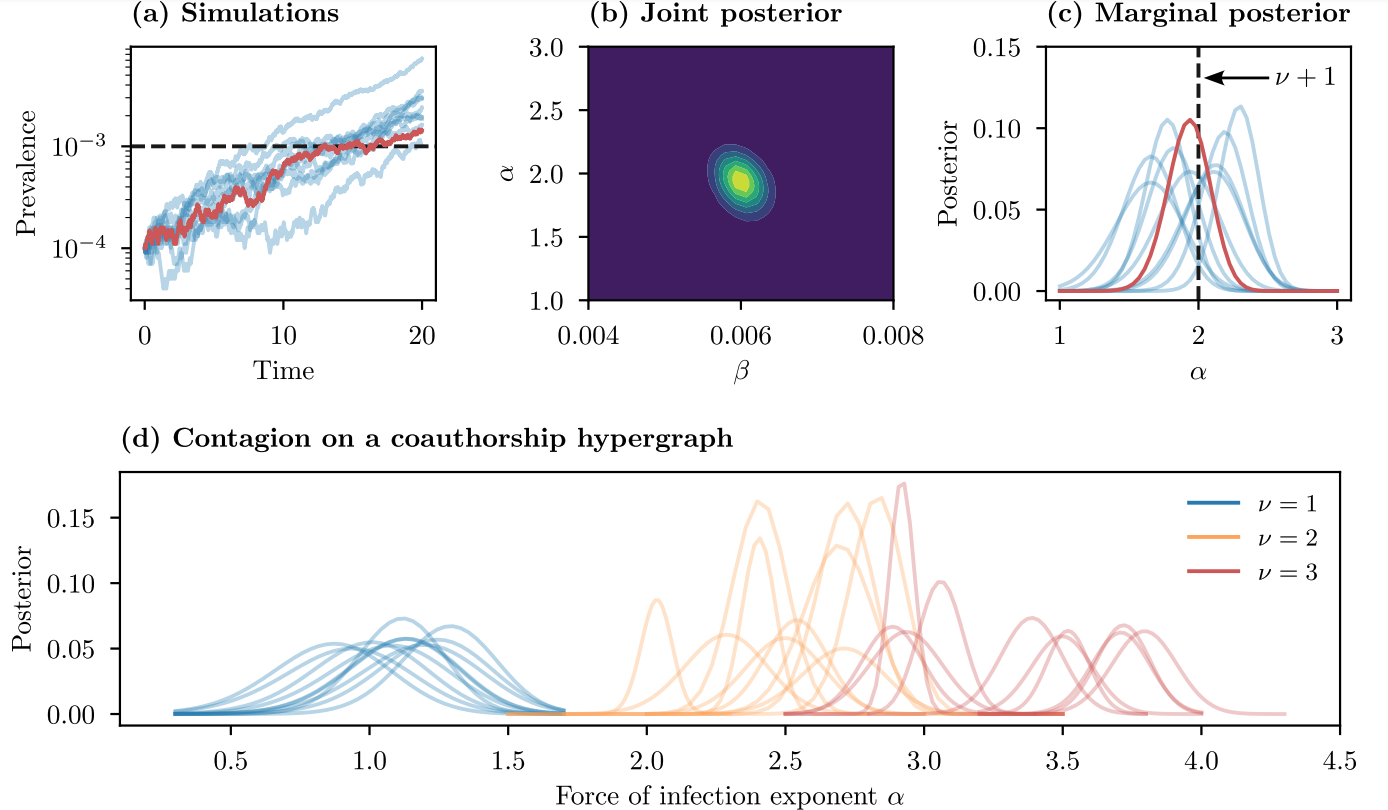 (a) Simulations
Prevalence
10−3
10−4
0 10 20
Time
(b) Joint posterior
α
3.0
2.5
2.0
1.5
1.0
0.004 0.006 0.008
β
(c) Marginal posterior
Posterior
0.15
0.10
0.05
0.00
ν + 1
1 2 3
α
(d) Contagion on a coauthorship hypergraph
Posterior
0.15
0.10
0.05
0.00
ν = 1
ν = 2
ν = 3
0.5 1.0 1.5 2.0 2.5 3.0 3.5 4.0 4.5
Force of infection exponent α